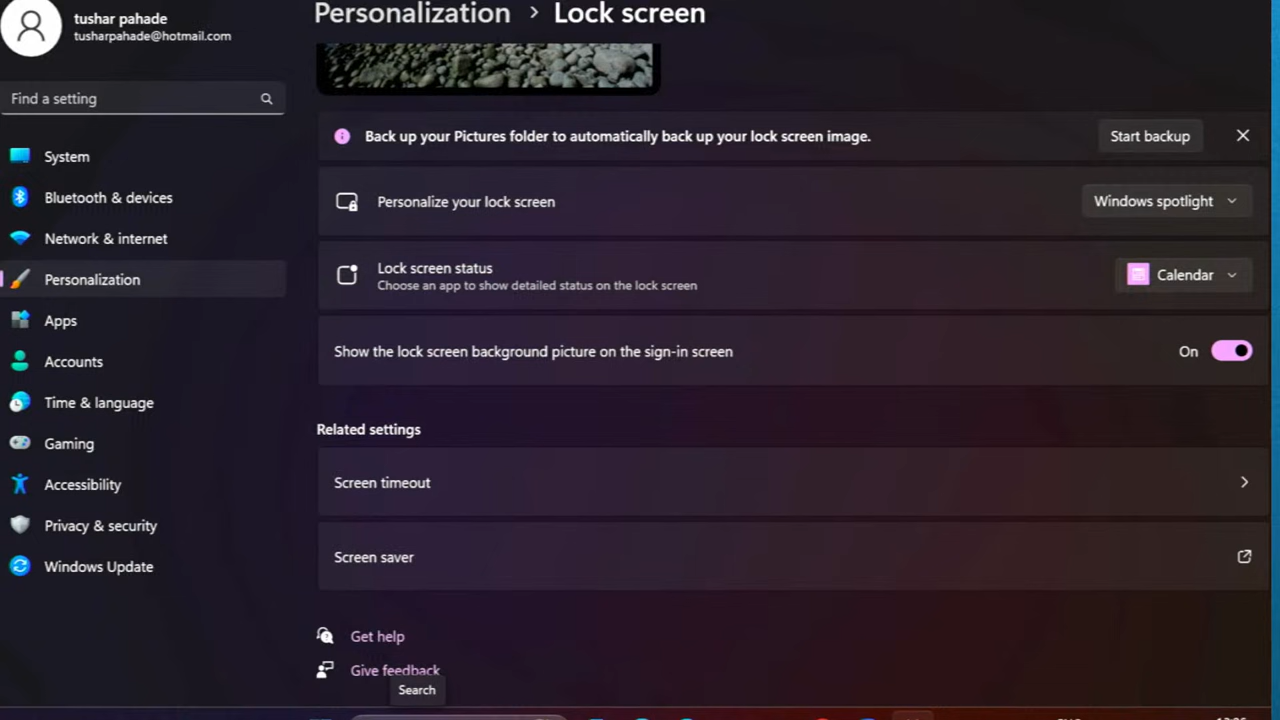 tushar pahade
tusharpahade@hotmail.com
Find a setting
System
Bluetooth & devices
Network & internet
Personalization
Apps
Accounts
Time & language
Gaming
Accessibility
Privacy & security
Windows Update
Personalization > Lock screen
Back up your Pictures folder to automatically back up your lock screen image.
Start backup
Personalize your lock screen
Windows spotlight
Lock screen status
Choose an app to show detailed status on the lock screen
Calendar
Show the lock screen background picture on the sign-in screen
On
Related settings
Screen timeout
Screen saver
Get help
Give feedback
Search